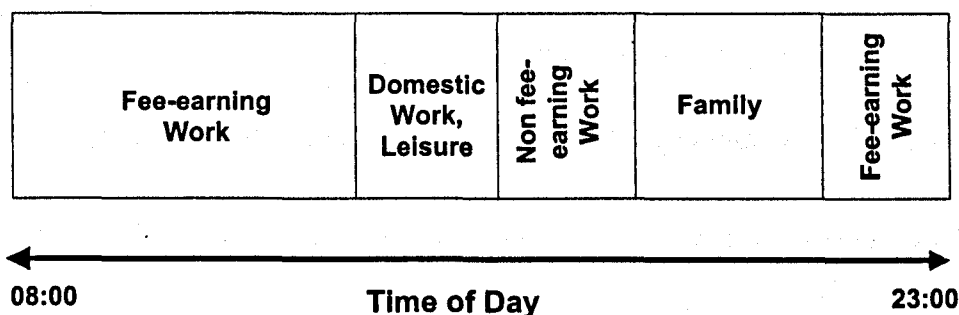 Fee-earning
Work
Domestic
Work,
Leisure
Non fee-
earning
Work
Family
Fee-earning
Work
08:00
Time of Day
23:00